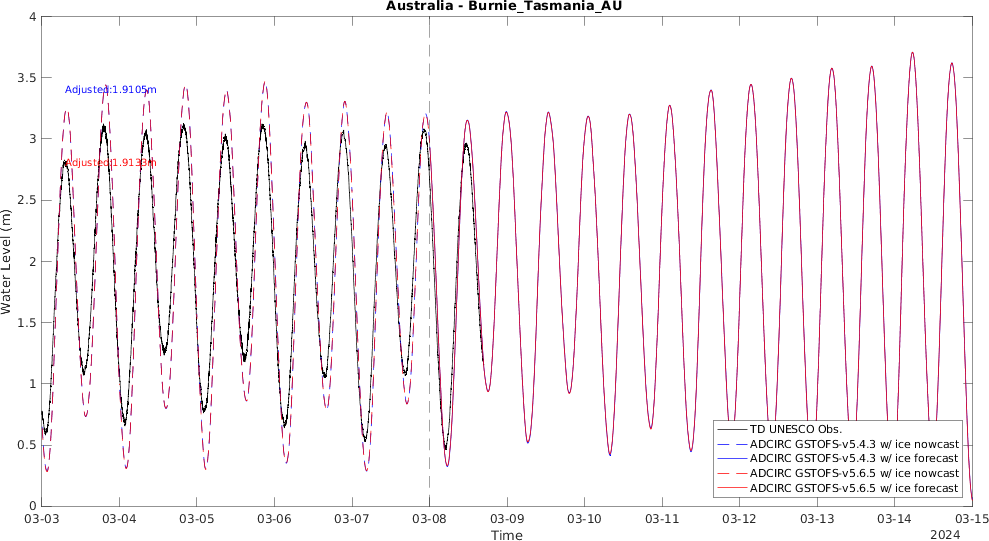 Australia - Burnie_Tasmania_AU
4
3.5
3
2.5
2
1.5
1
0.5
0
Water Level (m)
Adjusted:1.9105m
Adjusted:1.9133m
TD UNESCO Obs.
ADCIRC GSTOFS-v5.4.3 w/ ice nowcast
ADCIRC GSTOFS-v5.4.3 w/ ice forecast
ADCIRC GSTOFS-v5.6.5 w/ ice nowcast
ADCIRC GSTOFS-v5.6.5 w/ ice forecast
03-03 03-04 03-05 03-06 03-07 03-08 03-09 03-10 03-11 03-12 03-13 03-14 03-15
Time
2024